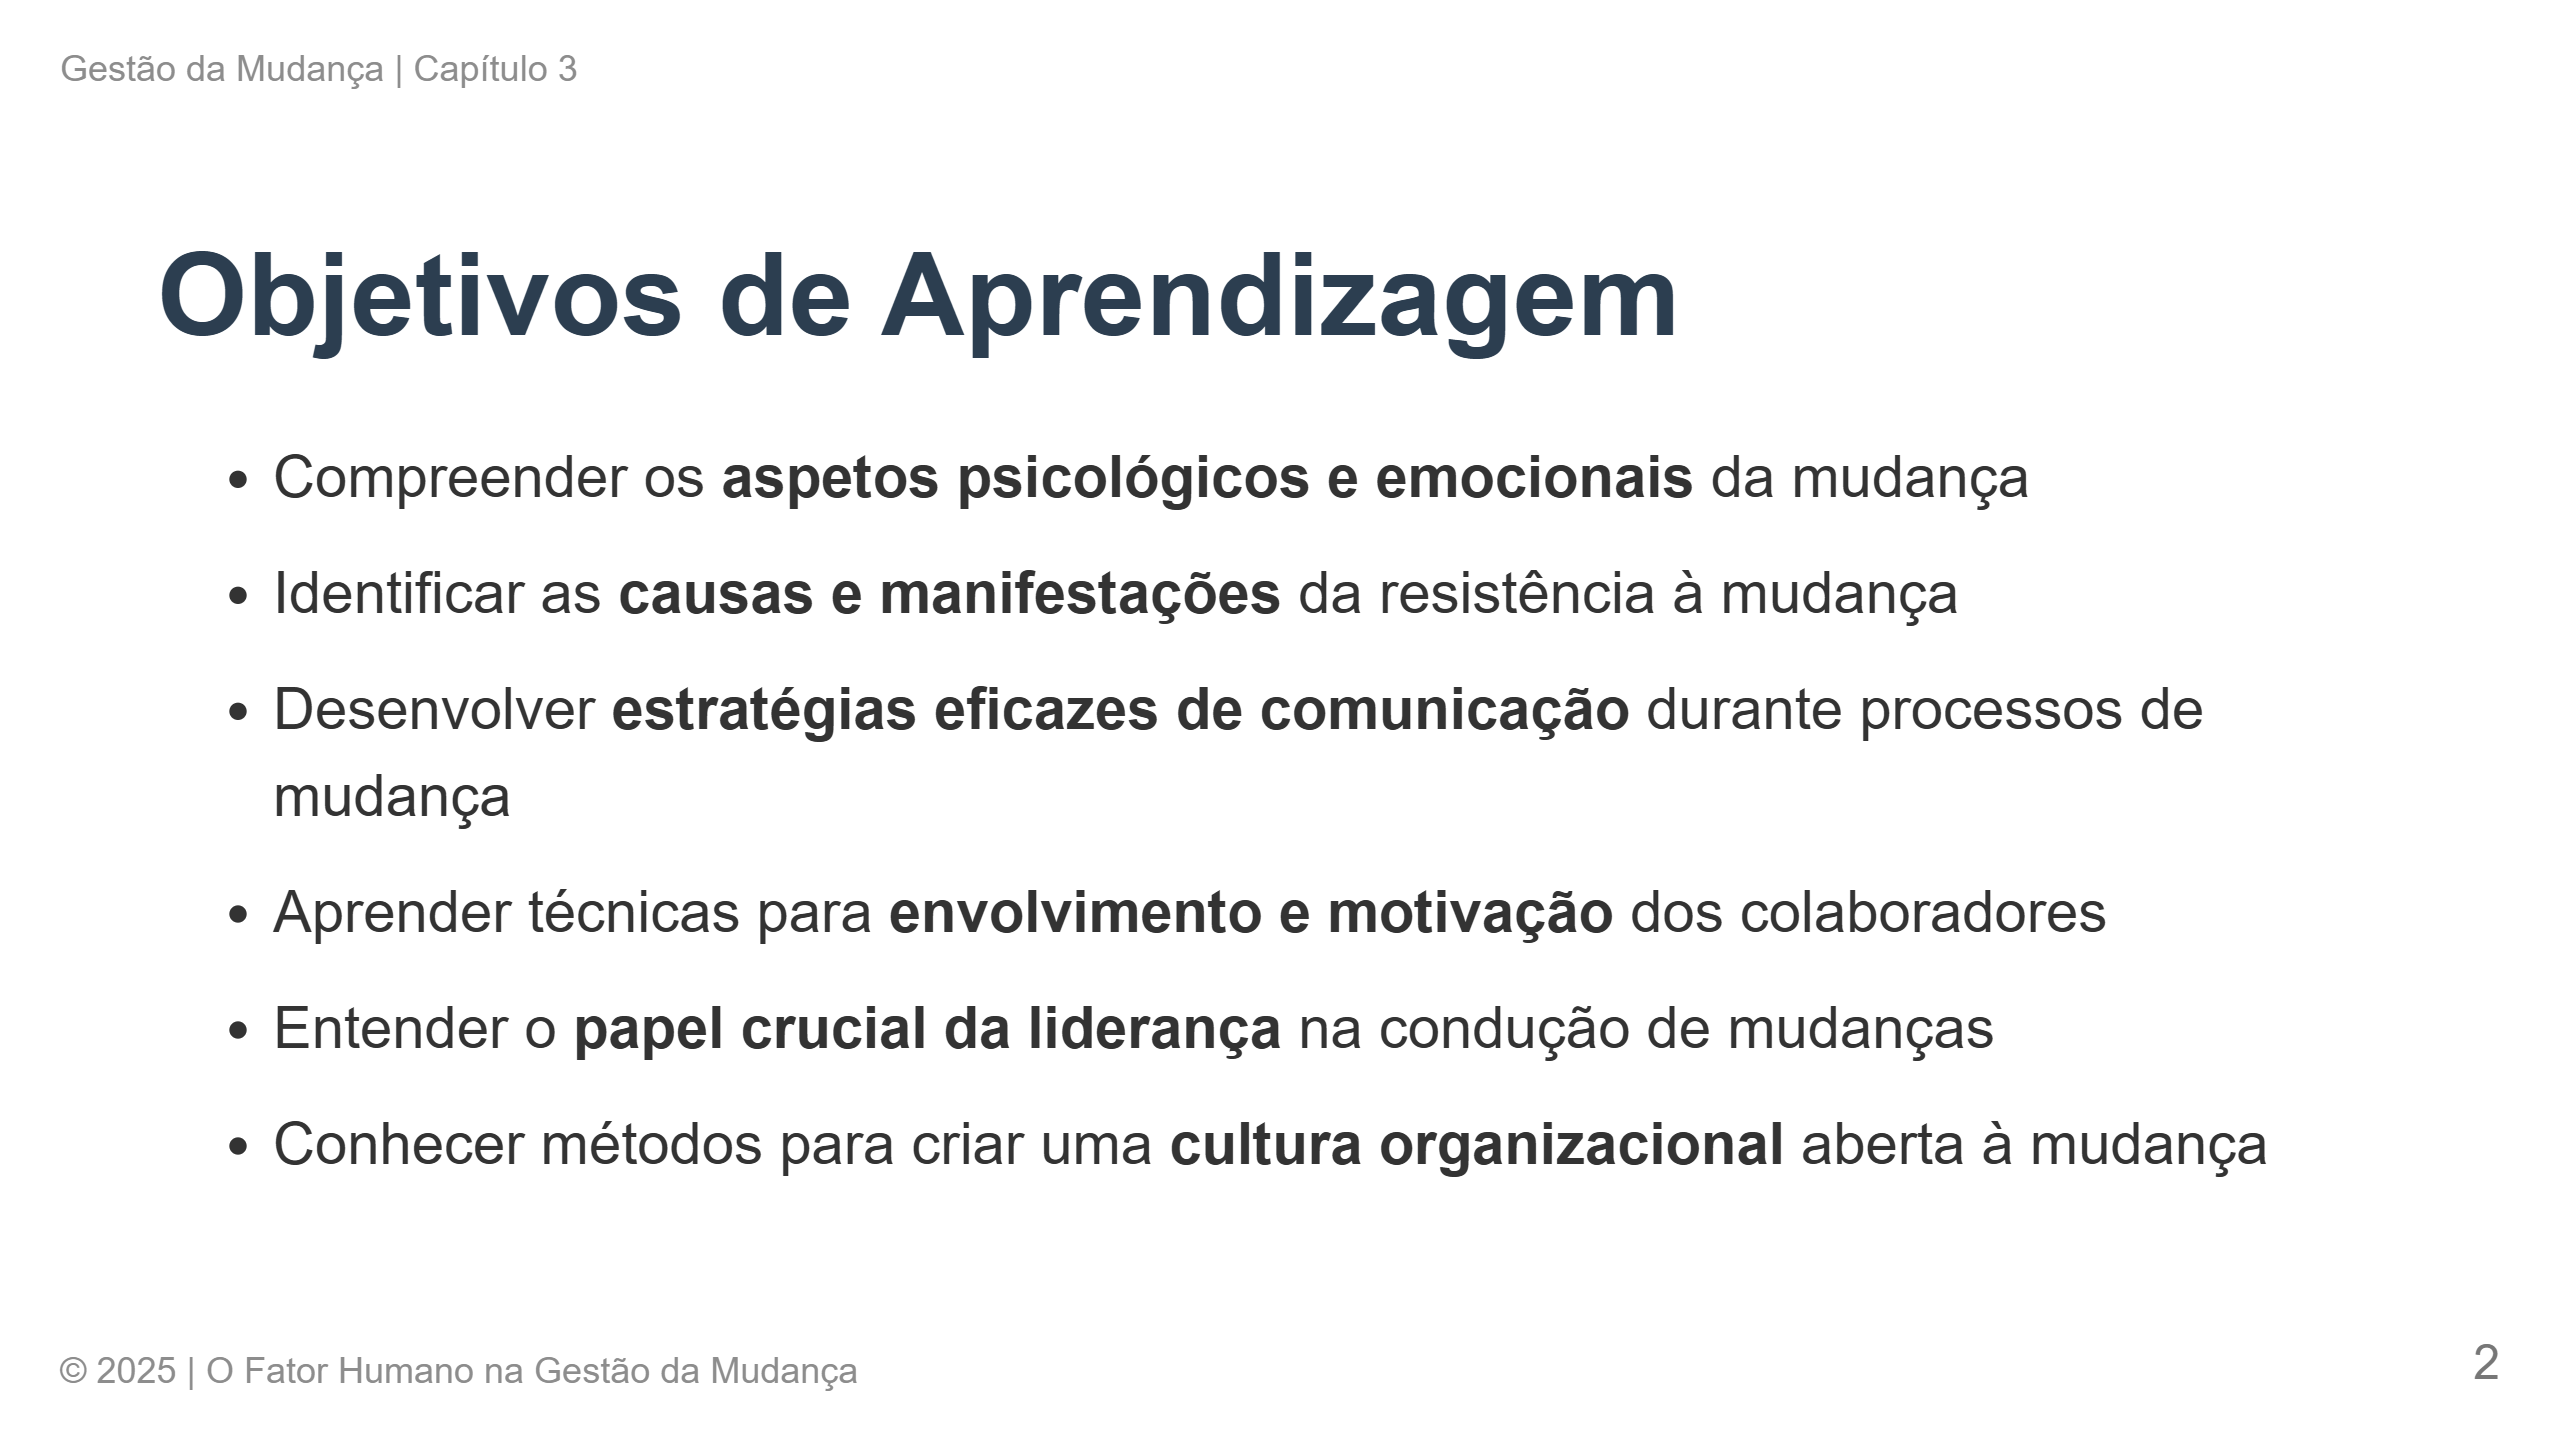 Gestão da Mudança | Capítulo 3
Objetivos de Aprendizagem
• Compreender os aspetos psicológicos e emocionais da mudança
• Identificar as causas e manifestações da resistência à mudança
• Desenvolver estratégias eficazes de comunicação durante processos de
mudança
• Aprender técnicas para envolvimento e motivação dos colaboradores
• Entender o papel crucial da liderança na condução de mudanças
• Conhecer métodos para criar uma cultura organizacional aberta à mudança
© 2025 | O Fator Humano na Gestão da Mudança
2